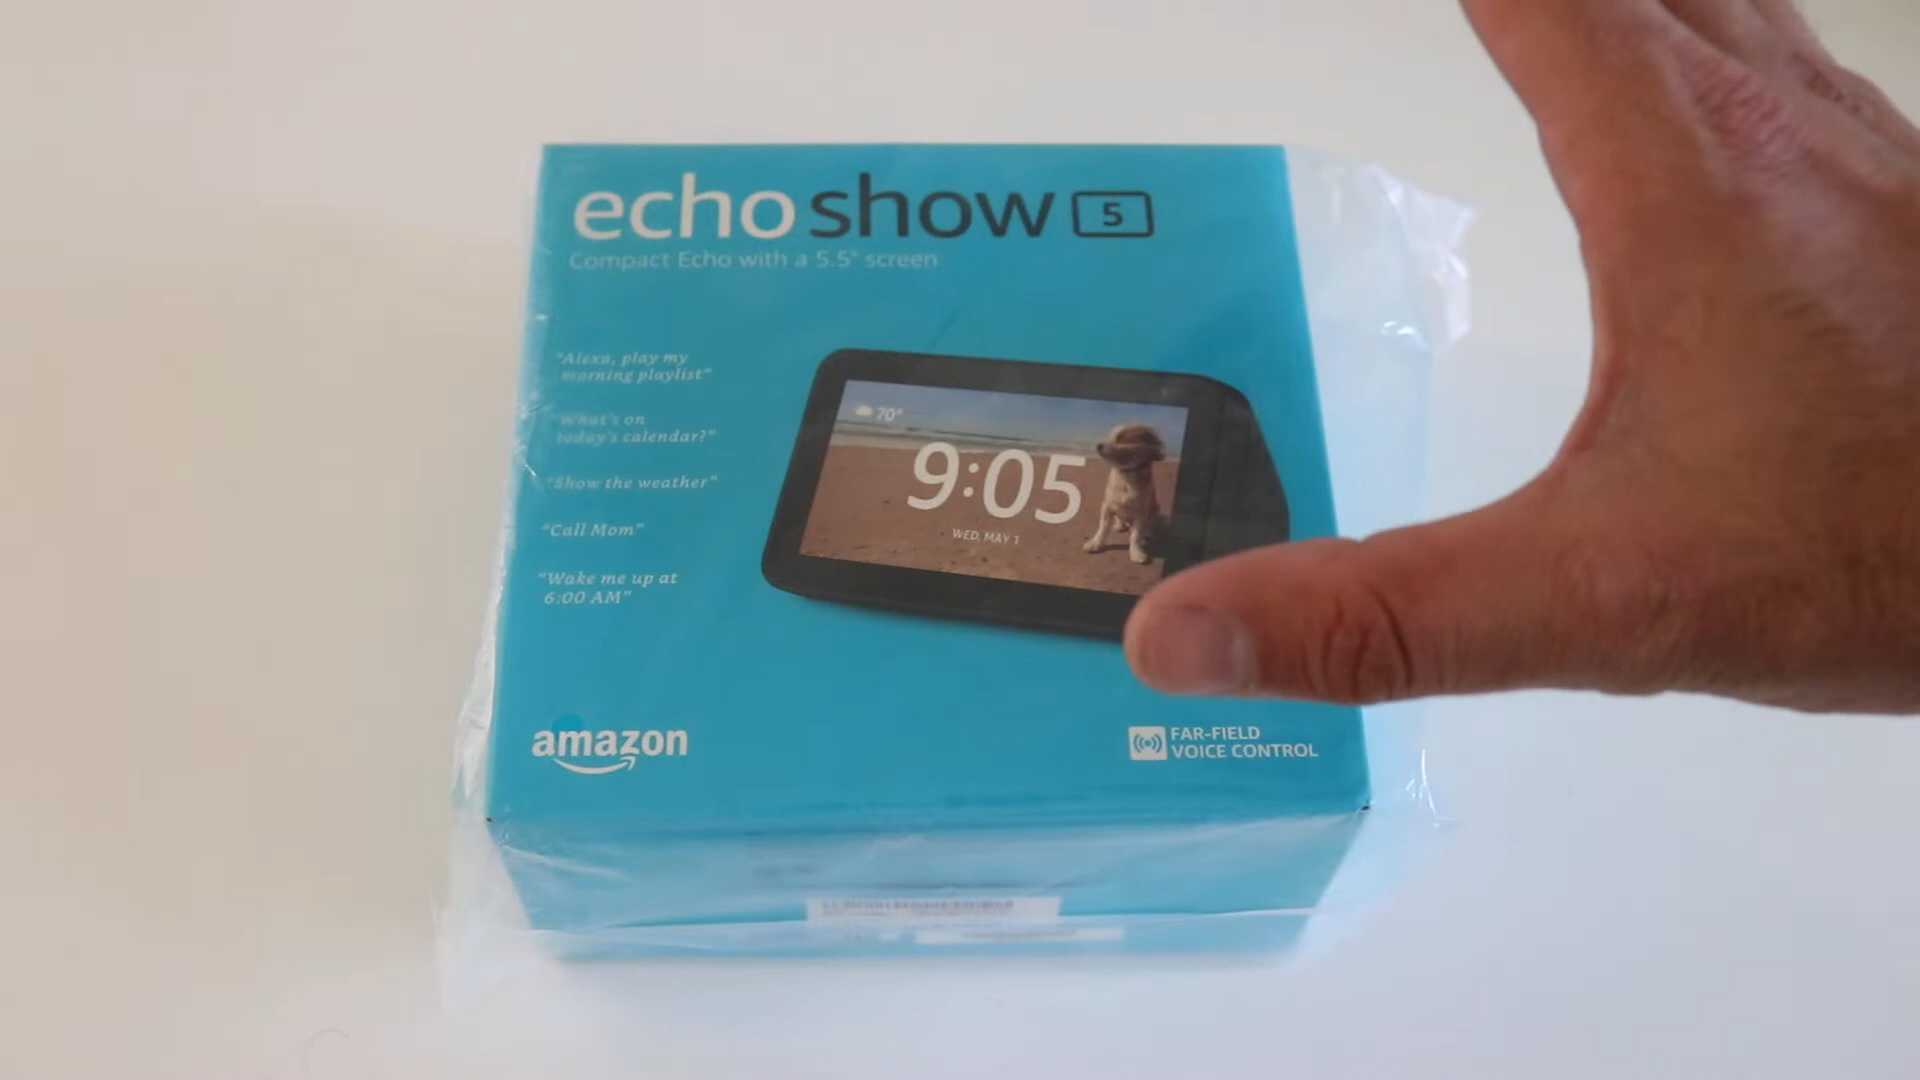 echo show 5
Compact Echo with a 5.5" screen
"Alexa, play my
morning playlist"
"What's on
today's calendar?"
"Show the weather"
"Call Mom"
"Wake me up at
6:00 AM"
70°
9:05
WED, MAY 1
amazon
FAR-FIELD
VOICE CONTROL